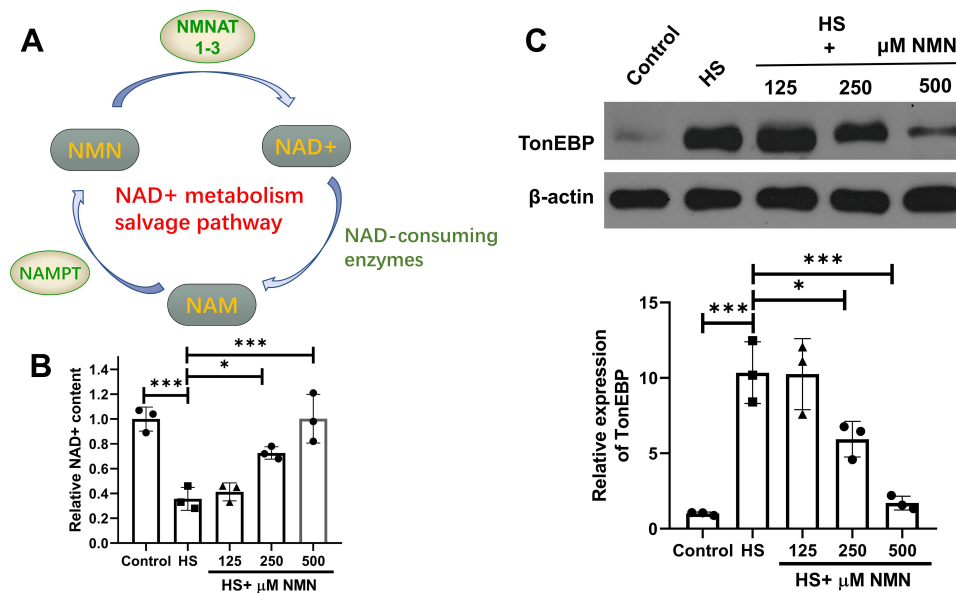 A
NMNAT
1-3
NMN
NAD+
NAD+ metabolism
salvage pathway
NAD-consuming
enzymes
NAMPT
NAM
B
Relative NAD+ content
1.4
1.2
1.0
0.8
0.6
0.4
0.2
0.0
***
*
***
Control HS 125 250 500
HS+ μM NMN
C
Control
HS
HS
+ μM NMN
125 250 500
TonEBP
β-actin
Relative expression
of TonEBP
15
10
5
0
***
*
***
Control HS 125 250 500
HS+ μM NMN